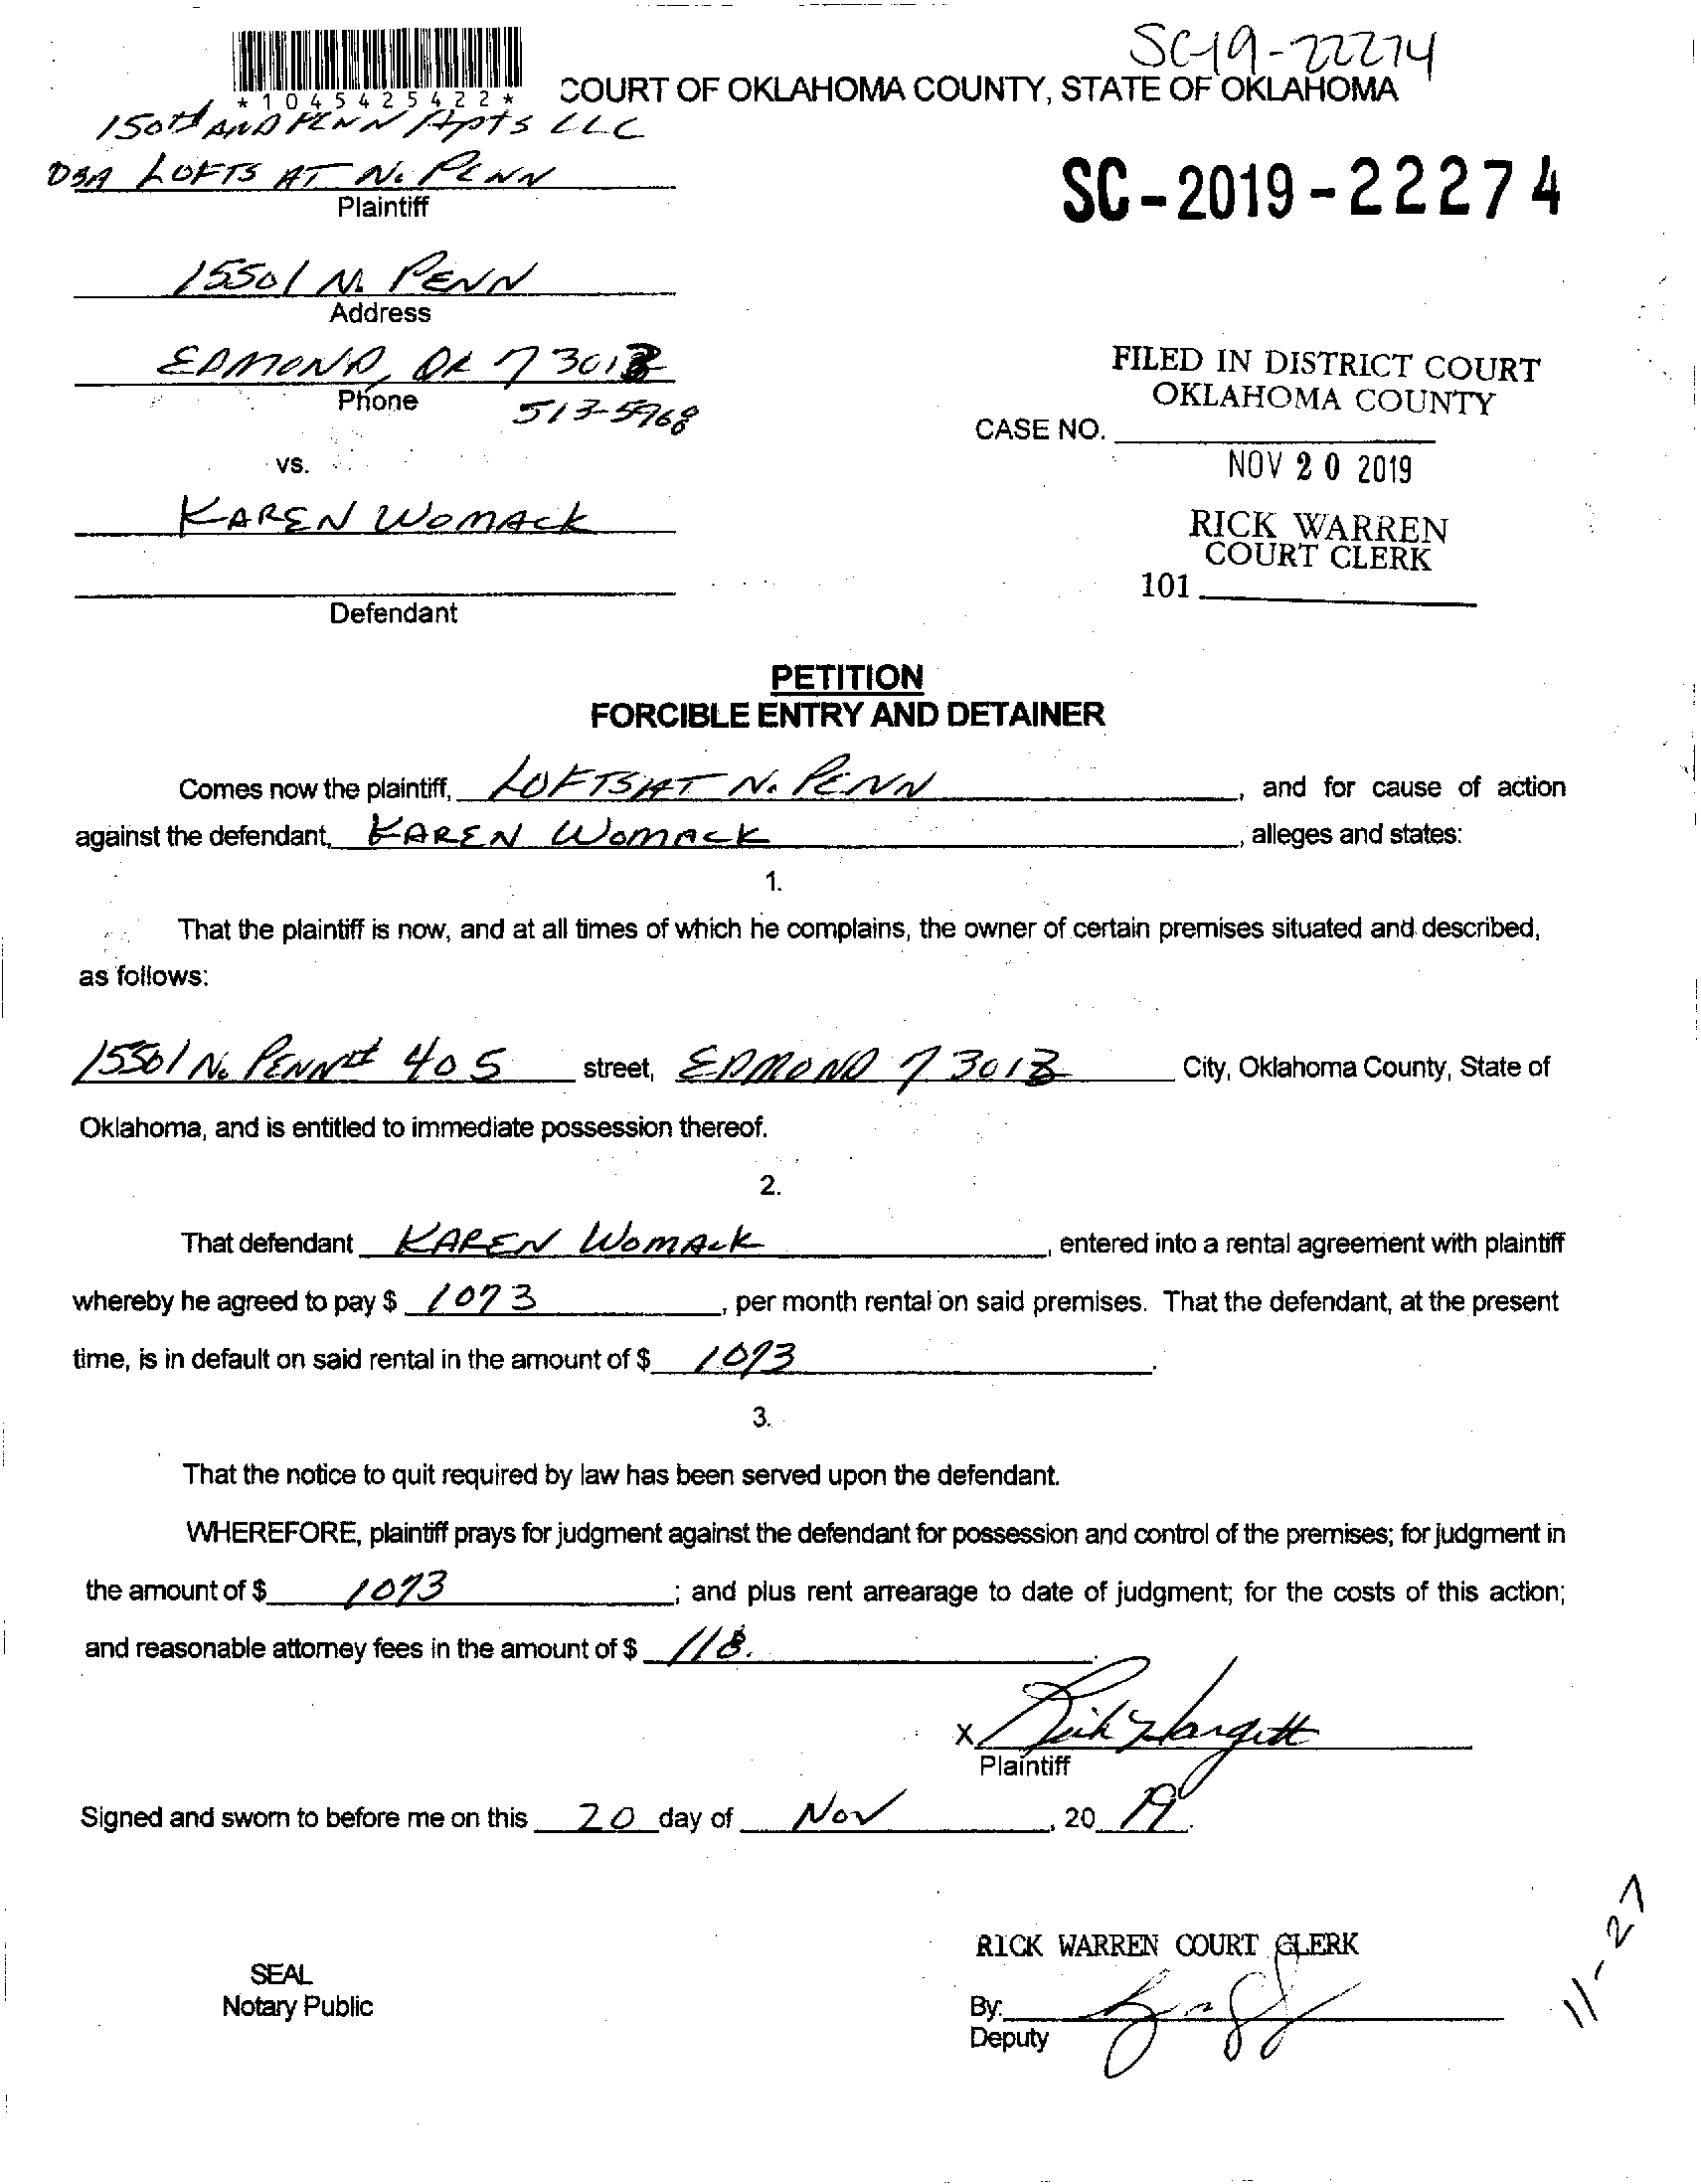 SC-19-22274
*1045425422*
COURT OF OKLAHOMA COUNTY, STATE OF OKLAHOMA
150th AND PENN Apts LLC
DBA LOFTS AT N. PENN
Plaintiff
SC-2019-22274
15501 N. PENN
Address
EDMOND, OK 73013
Phone
513-5968
FILED IN DISTRICT COURT
OKLAHOMA COUNTY
CASE NO.
NOV 20 2019
vs.
KAREN WOMACK
RICK WARREN
COURT CLERK
101
Defendant
PETITION
FORCIBLE ENTRY AND DETAINER
Comes now the plaintiff, LOFTS AT N. PENN, and for cause of action
against the defendant, KAREN WOMACK, alleges and states:
1.
That the plaintiff is now, and at all times of which he complains, the owner of certain premises situated and described,
as follows:
15501 N. PENN # 405 street, EDMOND 73013 City, Oklahoma County, State of
Oklahoma, and is entitled to immediate possession thereof.
2.
That defendant KAREN WOMACK, entered into a rental agreement with plaintiff
whereby he agreed to pay $ 1073, per month rental on said premises. That the defendant, at the present
time, is in default on said rental in the amount of $ 1073.
3.
That the notice to quit required by law has been served upon the defendant.
WHEREFORE, plaintiff prays for judgment against the defendant for possession and control of the premises; for judgment in
the amount of $ 1073; and plus rent arrearage to date of judgment; for the costs of this action;
and reasonable attorney fees in the amount of $ 118.
x Rick Hargett
Plaintiff
Signed and sworn to before me on this 20 day of Nov, 2019.
11-27
RICK WARREN COURT CLERK
SEAL
Notary Public
By:
Deputy